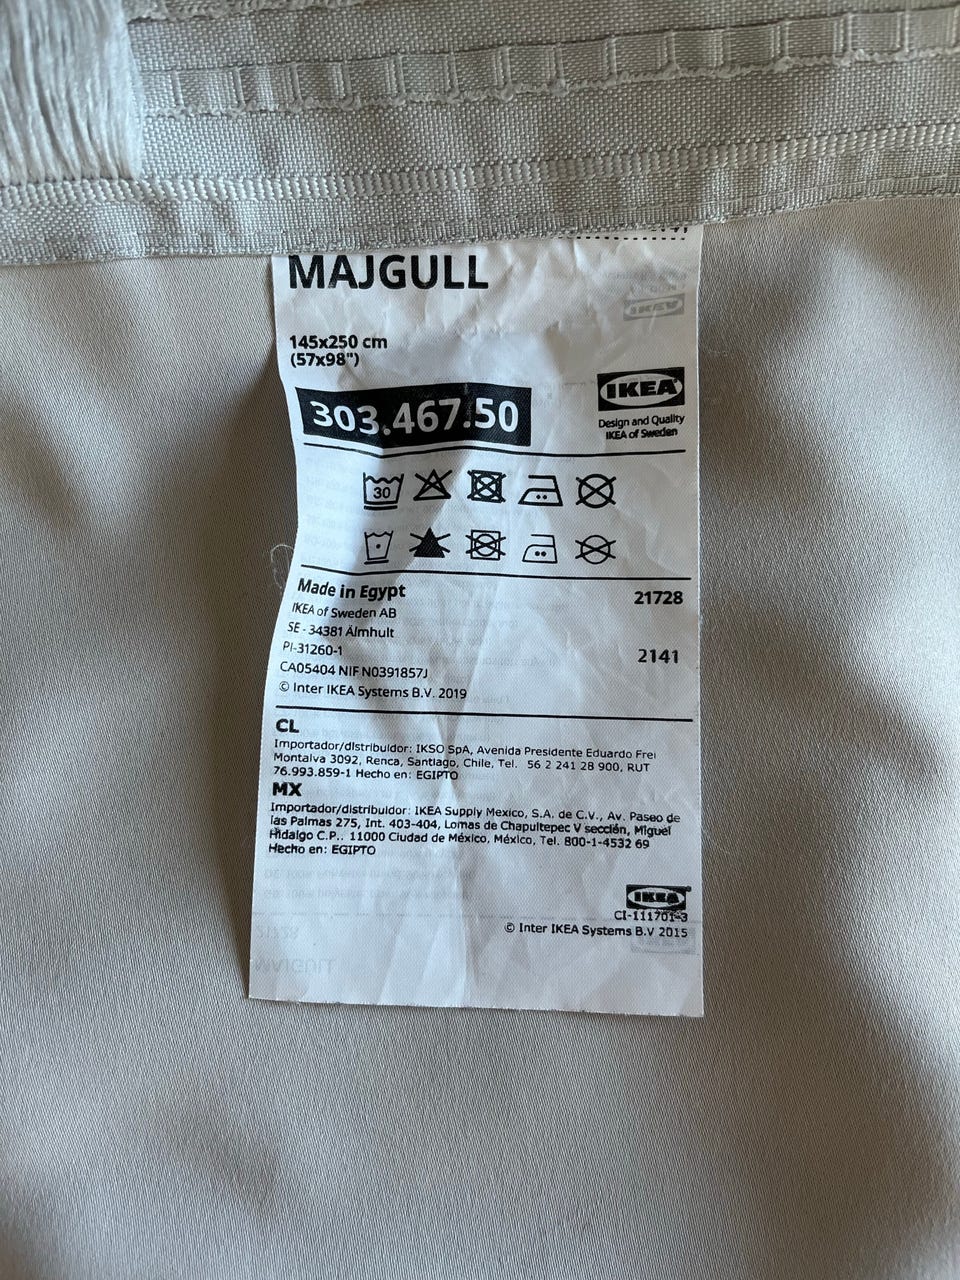 MAJGULL
145x250 cm
(57x98")
303.467.50
IKEA
Design and Quality
IKEA of Sweden
30
Made in Egypt
21728
IKEA of Sweden AB
SE - 34381 Älmhult
PI-31260-1
2141
CA05404 NIF N0391857J
© Inter IKEA Systems B.V. 2019
CL
Importador/distribuidor: IKSO SpA, Avenida Presidente Eduardo Frei
Montalva 3092, Renca, Santiago, Chile, Tel. 56 2 241 28 900, RUT
76.993.859-1 Hecho en: EGIPTO
MX
Importador/distribuidor: IKEA Supply Mexico, S.A. de C.V., Av. Paseo de
las Palmas 275, Int. 403-404, Lomas de Chapultepec V sección, Miguel
Hidalgo C.P.. 11000 Ciudad de México, México, Tel. 800-1-4532 69
Hecho en: EGIPTO
IKEA
CI-111701-3
© Inter IKEA Systems B.V 2015